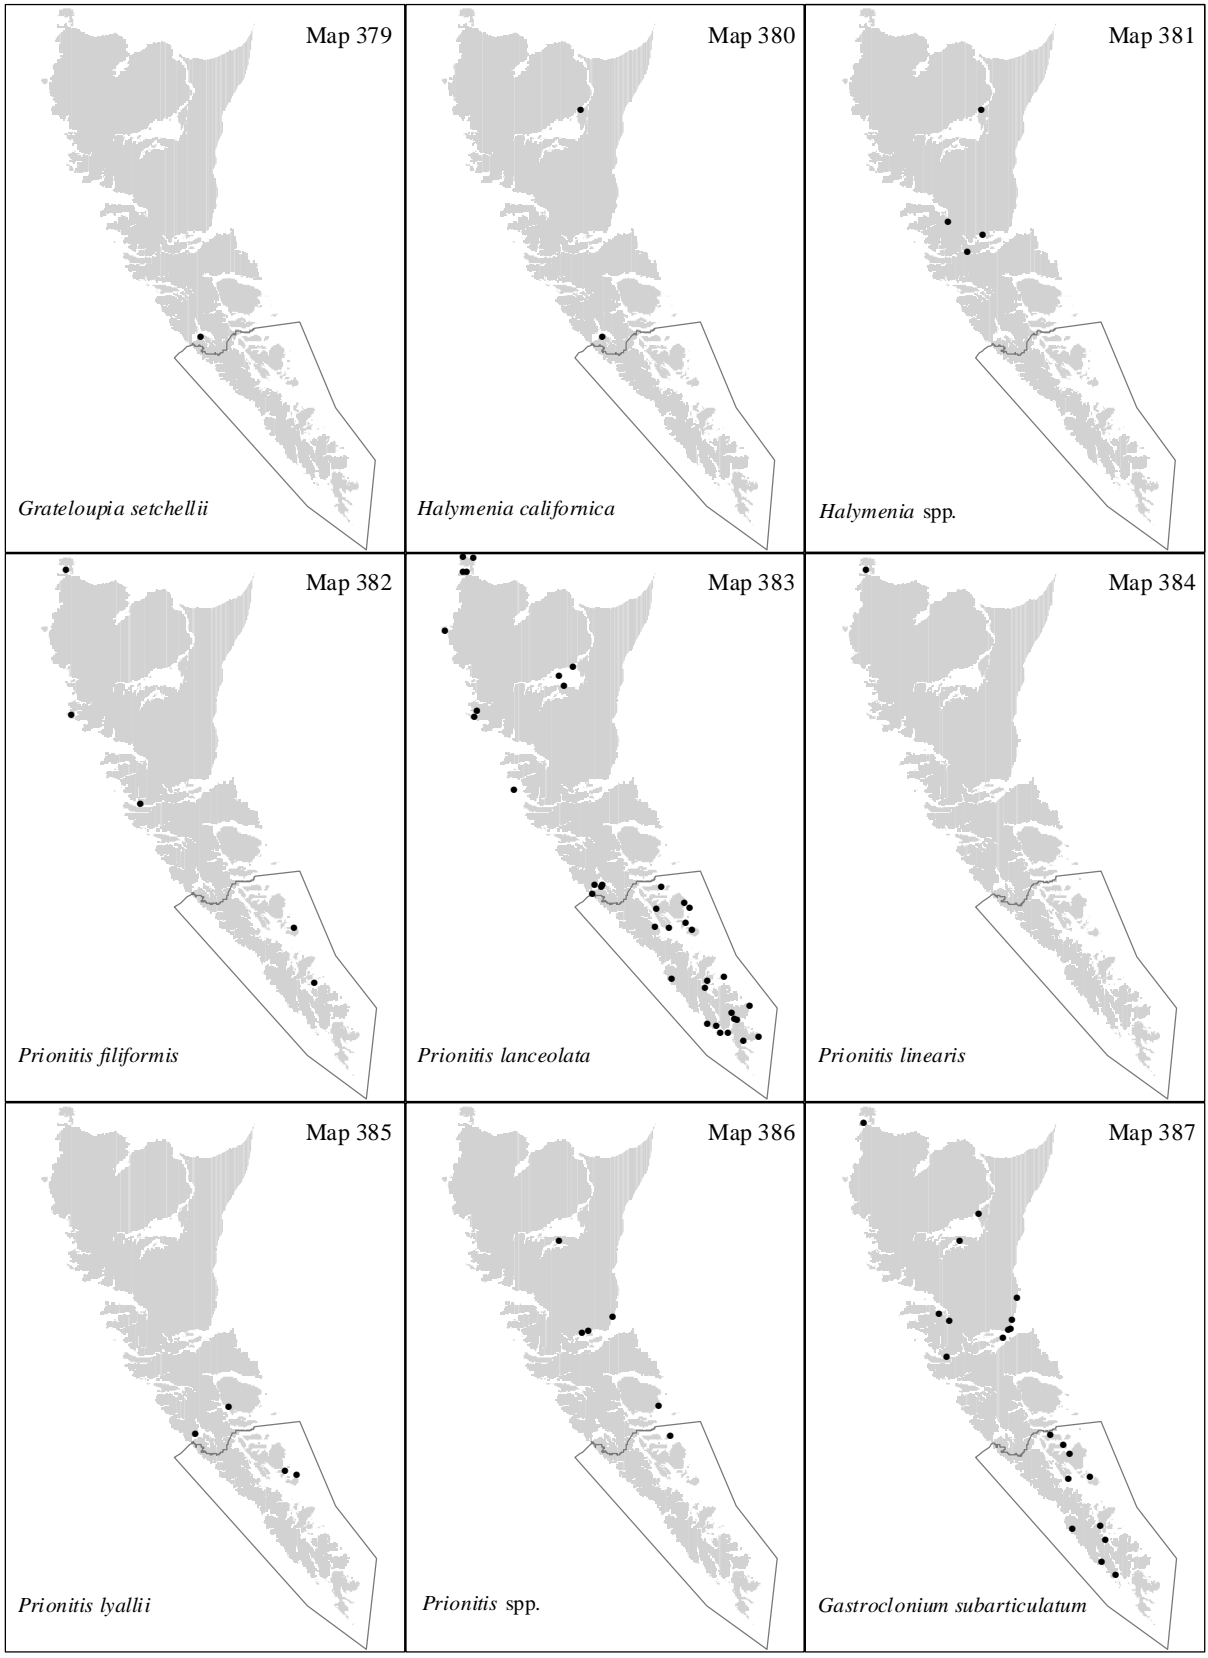 Map 379
Grateloupia setchellii
Map 380
Halymenia californica
Map 381
Halymenia spp.
Map 382
Prionitis filiformis
Map 383
Prionitis lanceolata
Map 384
Prionitis linearis
Map 385
Prionitis lyallii
Map 386
Prionitis spp.
Map 387
Gastroclonium subarticulatum